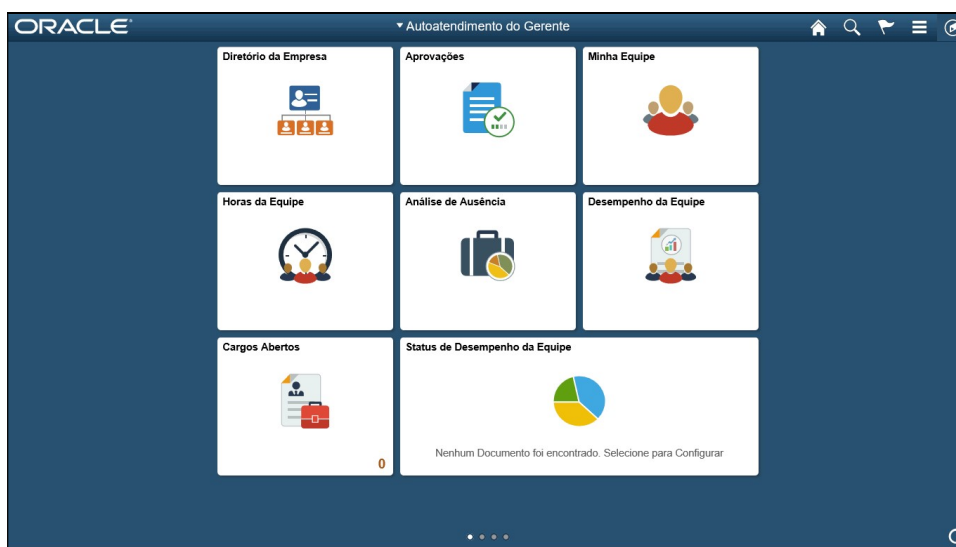 ORACLE
Autoatendimento do Gerente
Diretório da Empresa
Aprovações
Minha Equipe
Horas da Equipe
Análise de Ausência
Desempenho da Equipe
Cargos Abertos
Status de Desempenho da Equipe
0
Nenhum Documento foi encontrado. Selecione para Configurar